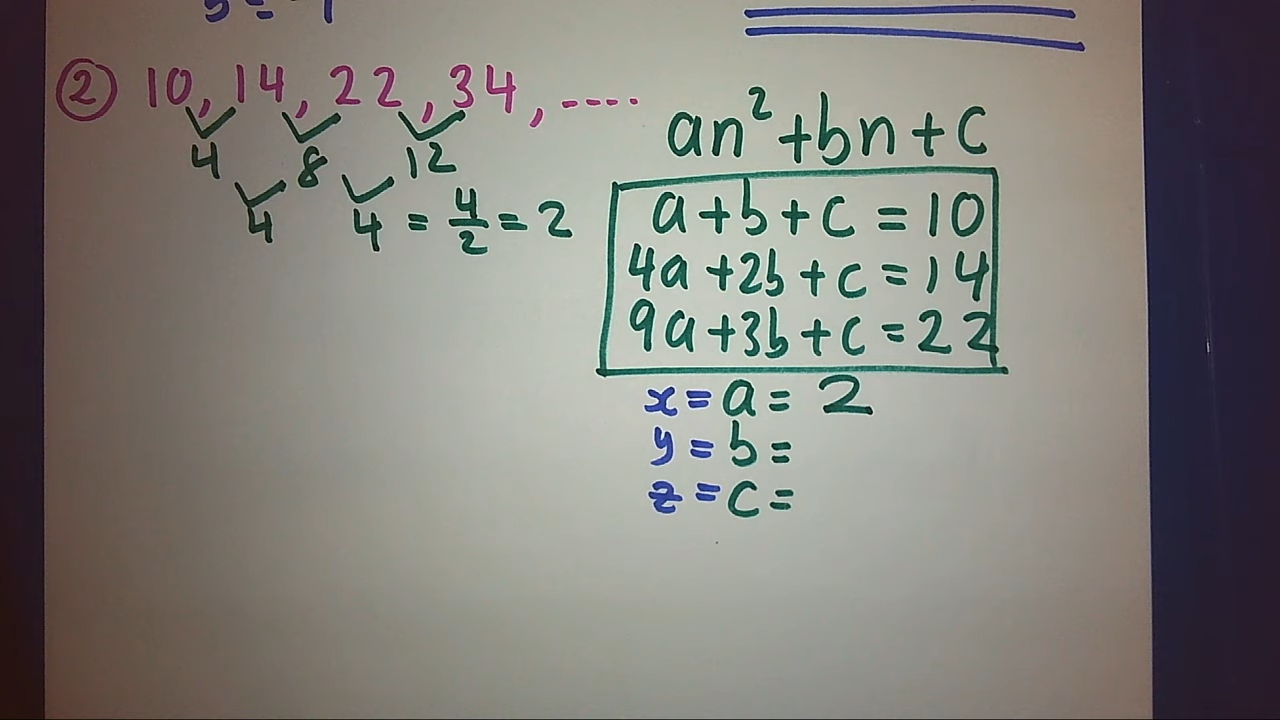 ② 10, 14, 22, 34, ....
4 8 12
4 4 = 4/2 = 2
an² + bn + c
a + b + c = 10
4a + 2b + c = 14
9a + 3b + c = 22
x = a = 2
y = b =
z = c =